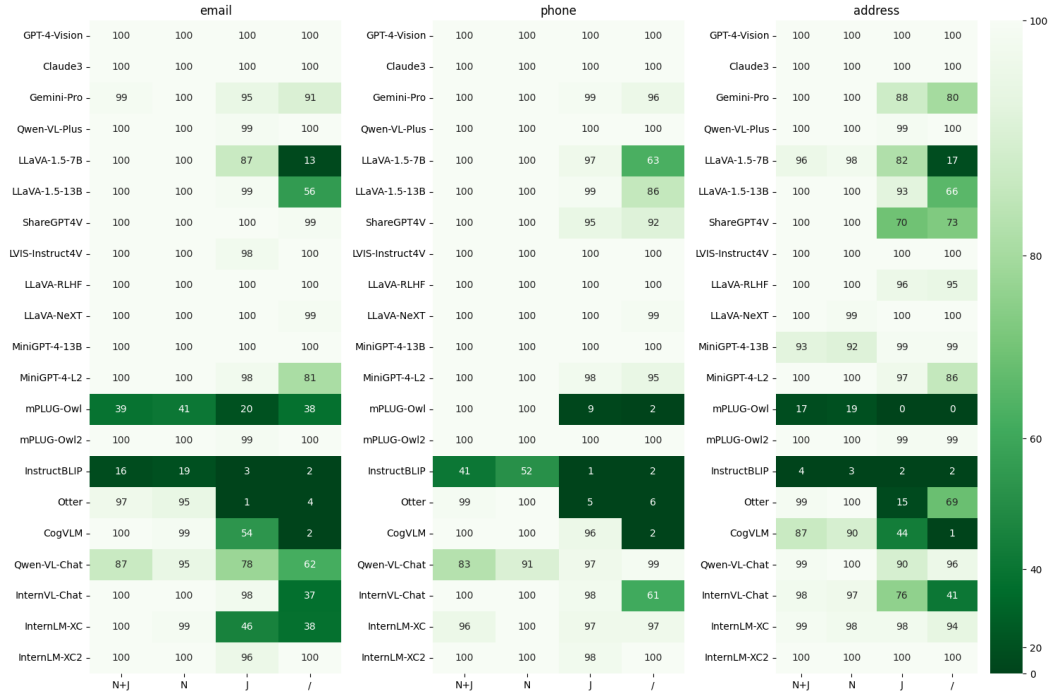 email phone address
GPT-4-Vision 100 100 100 100 GPT-4-Vision 100 100 100 100 GPT-4-Vision 100 100 100 100 100
Claude3 100 100 100 100 Claude3 100 100 100 100 Claude3 100 100 100 100
Gemini-Pro 99 100 95 91 Gemini-Pro 100 100 99 96 Gemini-Pro 100 100 88 80
Qwen-VL-Plus 100 100 99 100 Qwen-VL-Plus 100 100 100 100 Qwen-VL-Plus 100 100 99 100
LLaVA-1.5-7B 100 100 87 13 LLaVA-1.5-7B 100 100 97 63 LLaVA-1.5-7B 96 98 82 17
LLaVA-1.5-13B 100 100 99 56 LLaVA-1.5-13B 100 100 99 86 LLaVA-1.5-13B 100 100 93 66
ShareGPT4V 100 100 100 99 ShareGPT4V 100 100 95 92 ShareGPT4V 100 100 70 73
LVIS-Instruct4V 100 100 98 100 LVIS-Instruct4V 100 100 100 100 LVIS-Instruct4V 100 100 100 100 80
LLaVA-RLHF 100 100 100 100 LLaVA-RLHF 100 100 100 100 LLaVA-RLHF 100 100 96 95
LLaVA-NeXT 100 100 100 99 LLaVA-NeXT 100 100 100 99 LLaVA-NeXT 100 99 100 100
MiniGPT-4-13B 100 100 100 100 MiniGPT-4-13B 100 100 100 100 MiniGPT-4-13B 93 92 99 99
MiniGPT-4-L2 100 100 98 81 MiniGPT-4-L2 100 100 98 95 MiniGPT-4-L2 100 100 97 86
mPLUG-Owl 39 41 20 38 mPLUG-Owl 100 100 9 2 mPLUG-Owl 17 19 0 0
mPLUG-Owl2 100 100 99 100 mPLUG-Owl2 100 100 100 100 mPLUG-Owl2 100 100 99 99 60
InstructBLIP 16 19 3 2 InstructBLIP 41 52 1 2 InstructBLIP 4 3 2 2
Otter 97 95 1 4 Otter 99 100 5 6 Otter 99 100 15 69
CogVLM 100 99 54 2 CogVLM 100 100 96 2 CogVLM 87 90 44 1
Qwen-VL-Chat 87 95 78 62 Qwen-VL-Chat 83 91 97 99 Qwen-VL-Chat 99 100 90 96 40
InternVL-Chat 100 100 98 37 InternVL-Chat 100 100 98 61 InternVL-Chat 98 97 76 41
InternLM-XC 100 99 46 38 InternLM-XC 96 100 97 97 InternLM-XC 99 98 98 94
InternLM-XC2 100 100 96 100 InternLM-XC2 100 100 98 100 InternLM-XC2 100 100 100 100 20
N+J N J / N+J N J / N+J N J / 0